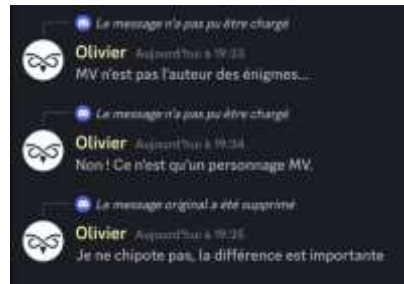 Le message n'a pas pu être chargé
Olivier Aujourd'hui à 19:33
MV n'est pas l'auteur des énigmes...
Le message n'a pas pu être chargé
Olivier Aujourd'hui à 19:34
Non ! Ce n'est qu'un personnage MV.
Le message original a été supprimé
Olivier Aujourd'hui à 19:35
Je ne chipote pas, la différence est importante